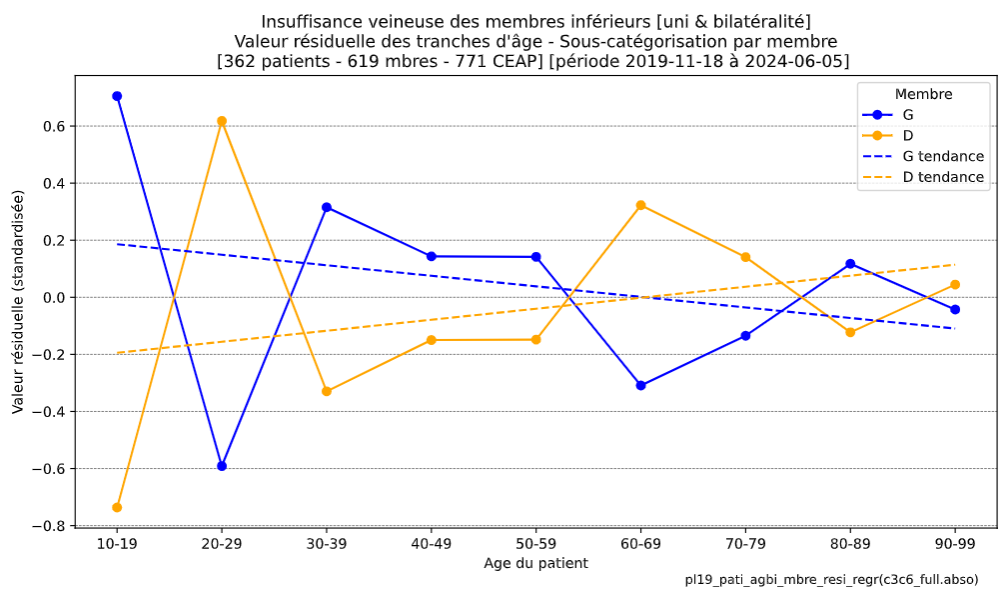 Insuffisance veineuse des membres inférieurs [uni & bilatéralité]
Valeur résiduelle des tranches d'âge - Sous-catégorisation par membre
[362 patients - 619 mbres - 771 CEAP] [période 2019-11-18 à 2024-06-05]
Membre
G
D
G tendance
D tendance
Valeur résiduelle (standardisée)
0.6
0.4
0.2
0.0
−0.2
−0.4
−0.6
−0.8
10-19 20-29 30-39 40-49 50-59 60-69 70-79 80-89 90-99
Age du patient
pl19_pati_agbi_mbre_resi_regr(c3c6_full.abso)